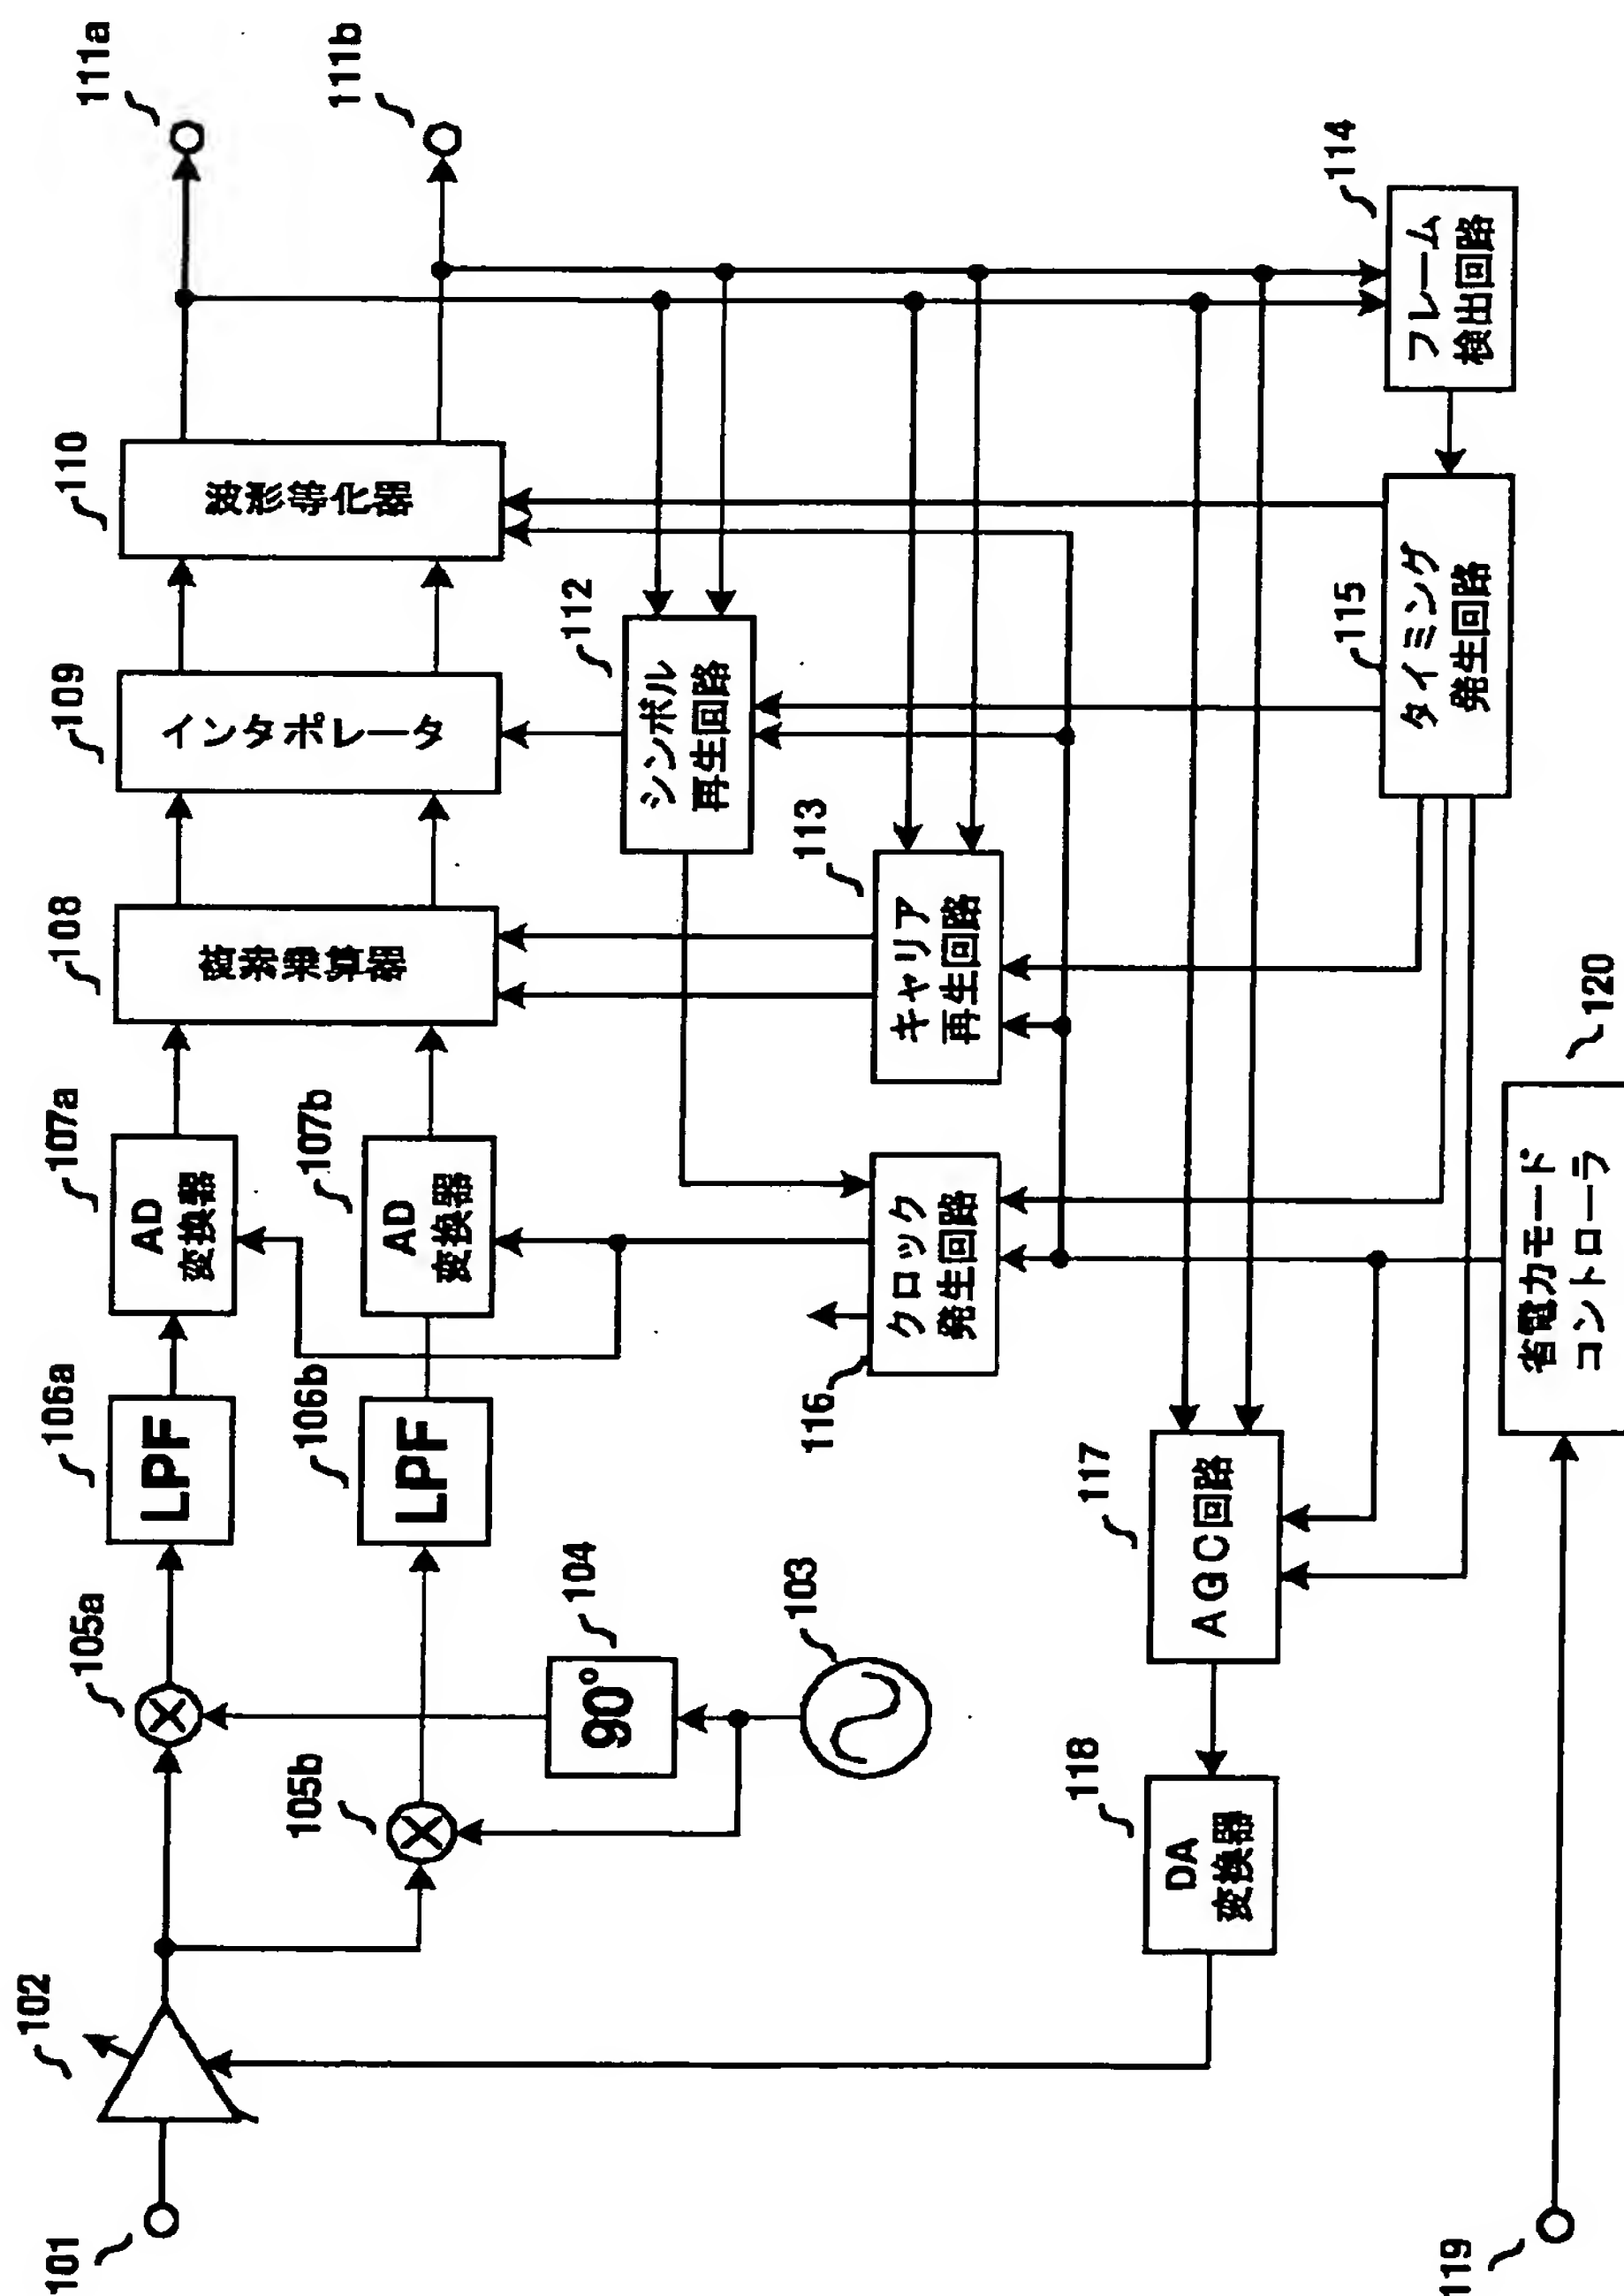 101
102
105a
105b
104
90°
103
106a
LPF
106b
LPF
107a
AD
変換器
107b
AD
変換器
108
複素乗算器
109
インタポレータ
110
波形等化器
111a
111b
112
シンボル
再生回路
113
キャリア
再生回路
114
フレーム
検出回路
115
タイミング
発生回路
116
クロック
発生回路
117
AGC回路
118
DA
変換器
119
120
省電力モード
コントローラ